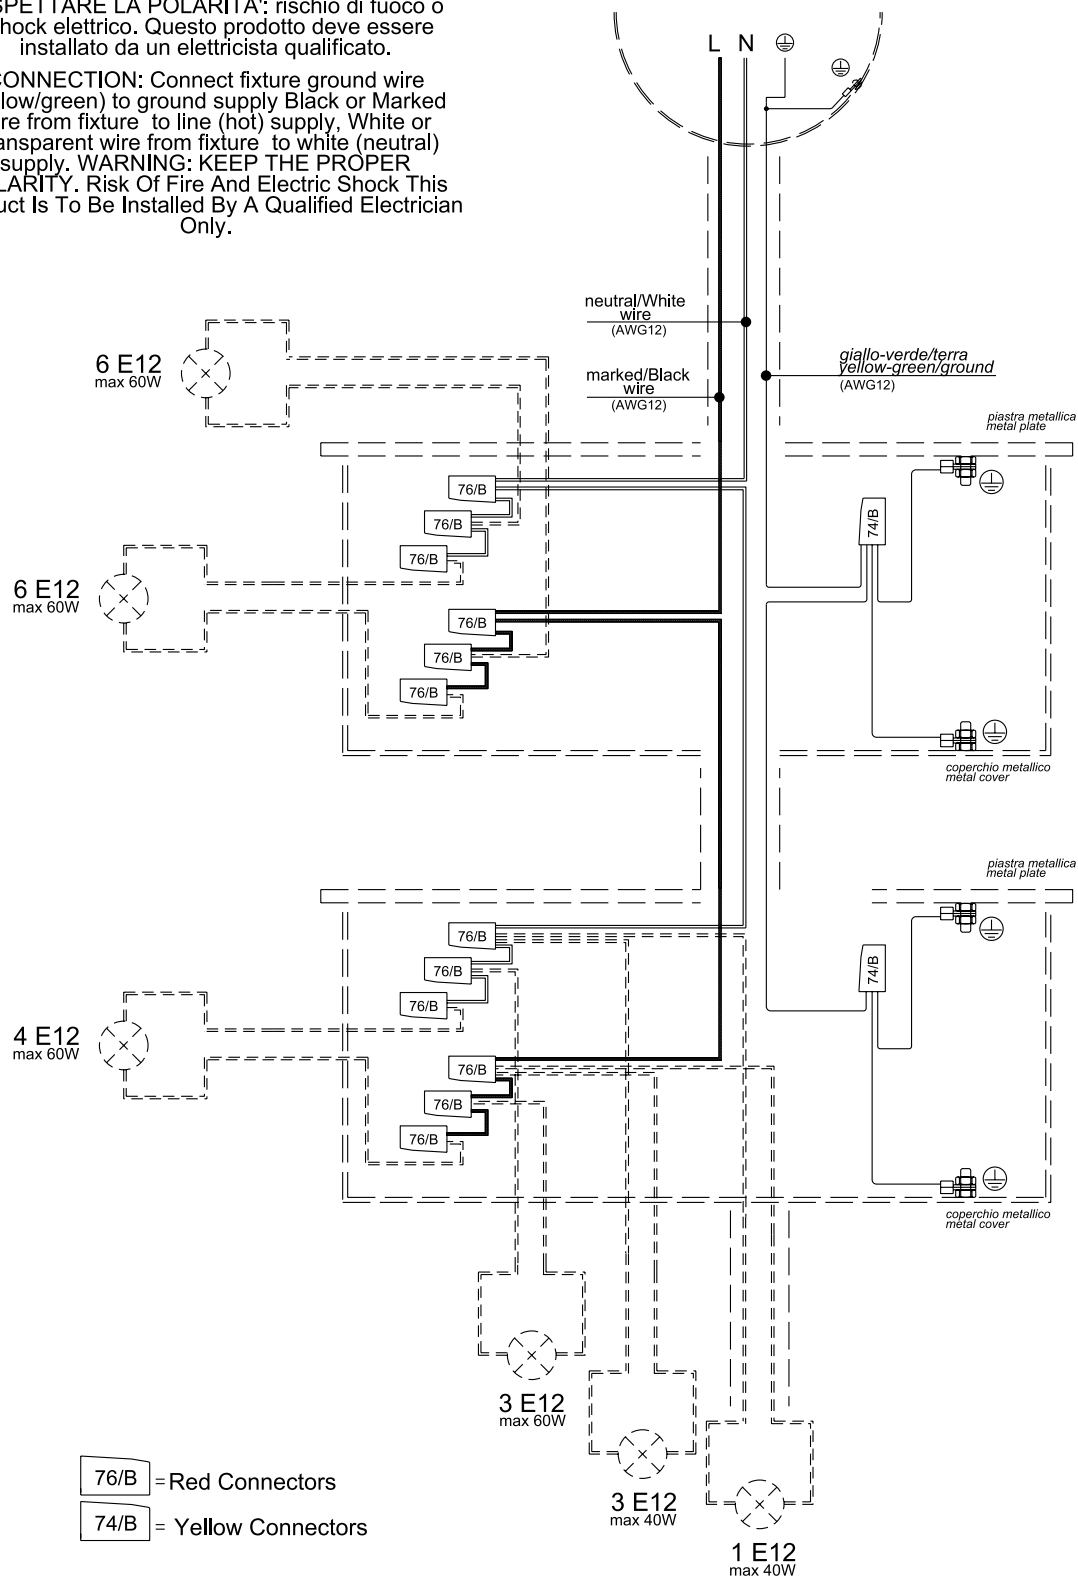 SPETTARE LA POLARITA': rischio di fuoco o
hock elettrico. Questo prodotto deve essere
installato da un elettricista qualificato.
CONNECTION: Connect fixture ground wire
low/green) to ground supply Black or Marked
re from fixture to line (hot) supply, White or
ansparent wire from fixture to white (neutral)
supply. WARNING: KEEP THE PROPER
LARITY. Risk Of Fire And Electric Shock This
uct Is To Be Installed By A Qualified Electrician
Only.
L N
neutral/White
wire
(AWG12)
giallo-verde/terra
yellow-green/ground
(AWG12)
6 E12
max 60W
marked/Black
wire
(AWG12)
piastra metallica
metal plate
76/B
76/B
76/B
74/B
6 E12
max 60W
76/B
76/B
76/B
coperchio metallico
metal cover
piastra metallica
metal plate
76/B
76/B
76/B
74/B
4 E12
max 60W
76/B
76/B
76/B
coperchio metallico
metal cover
3 E12
max 60W
3 E12
max 40W
1 E12
max 40W
76/B = Red Connectors
74/B = Yellow Connectors